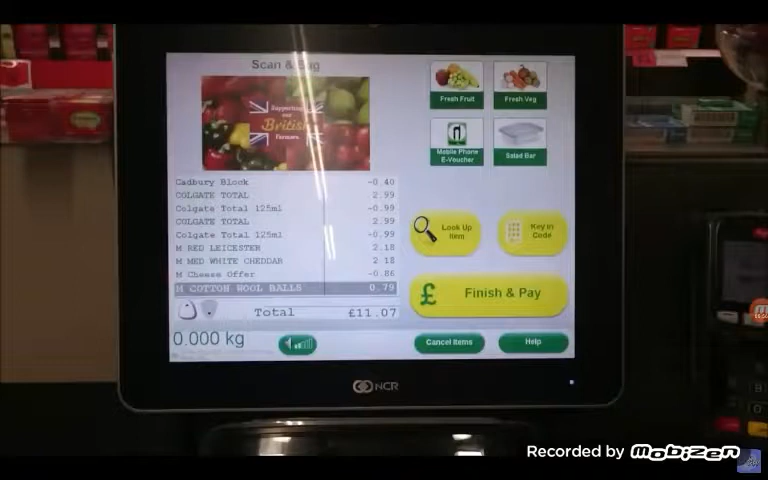 Scan & Bag
Supporting
our
British
Farmers
Fresh Fruit
Fresh Veg
Mobile Phone
E-Voucher
Salad Bar
Cadbury Block -0.40
COLGATE TOTAL 2.99
Colgate Total 125ml -0.99
COLGATE TOTAL 2.99
Colgate Total 125ml -0.99
M RED LEICESTER 2.18
M MED WHITE CHEDDAR 2.18
M Cheese Offer -0.86
M COTTON WOOL BALLS 0.79
Total £11.07
0.000 kg
Look Up
Item
Key in
Code
£ Finish & Pay
Cancel Items
Help
NCR
Recorded by Mobizen